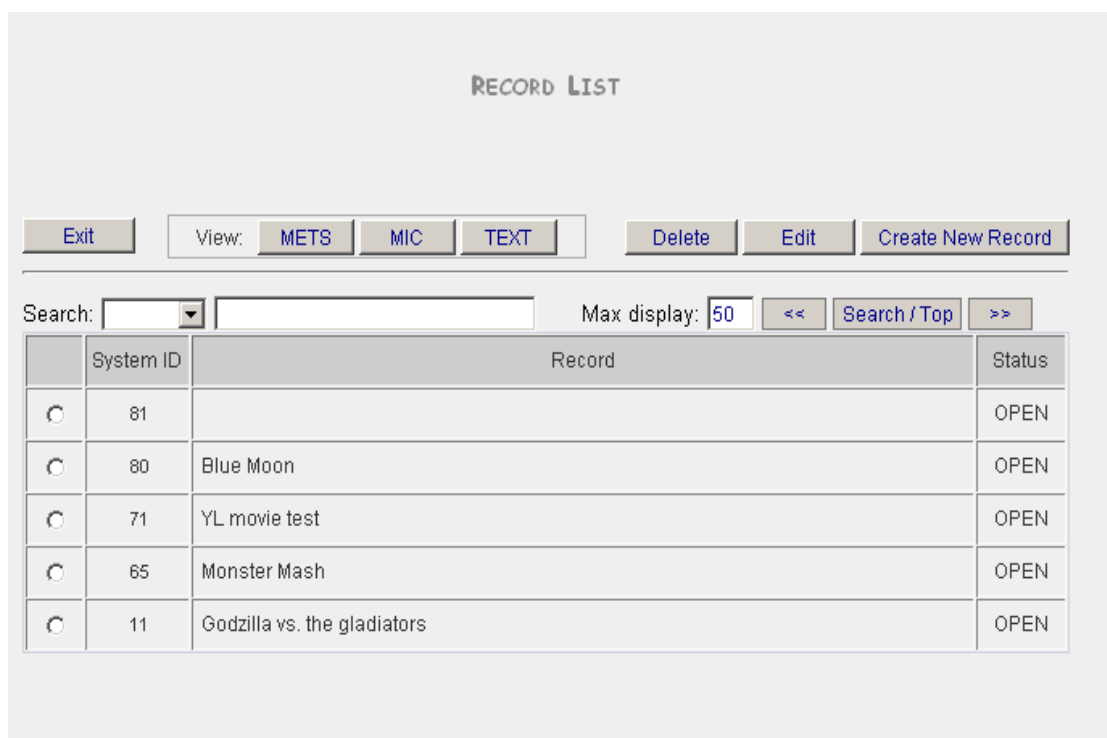 RECORD LIST
Exit View: METS MIC TEXT Delete Edit Create New Record
Search: Max display: 50 << Search / Top >>
System ID Record Status
81 OPEN
80 Blue Moon OPEN
71 YL movie test OPEN
65 Monster Mash OPEN
11 Godzilla vs. the gladiators OPEN